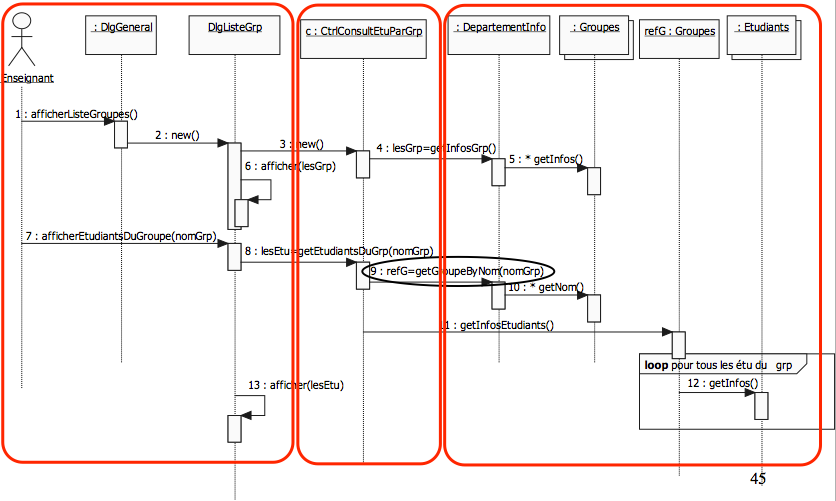 : DlgGeneral
DlgListeGrp
c : CtrlConsultEtuParGrp
: DepartementInfo
: Groupes
refG : Groupes
: Etudiants
Enseignant
1 : afficherListeGroupes()
2 : new()
3 : new()
4 : lesGrp=getInfosGrp()
5 : * getInfos()
6 : afficher(lesGrp)
7 : afficherEtudiantsDuGroupe(nomGrp)
8 : lesEtu=getEtudiantsDuGrp(nomGrp)
9 : refG=getGroupeByNom(nomGrp)
10 : * getNom()
11 : getInfosEtudiants()
loop pour tous les étu du grp
12 : getInfos()
13 : afficher(lesEtu)
45